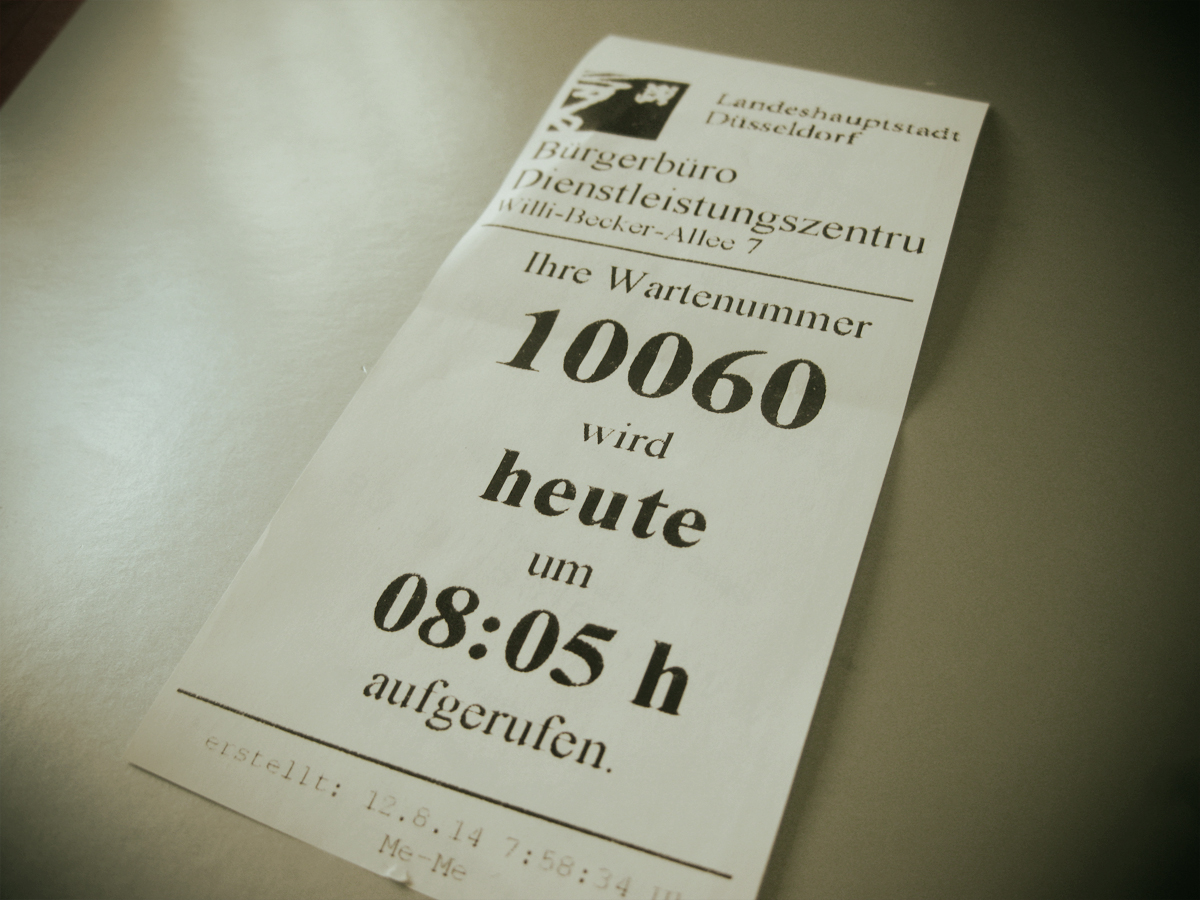 Landeshauptstadt
Düsseldorf
Bürgerbüro
Dienstleistungszentru
Willi-Becker-Allee 7
Ihre Wartenummer
10060
wird
heute
um
08:05 h
aufgerufen.
erstellt: 12.8.14 7:58:34
Me-Me